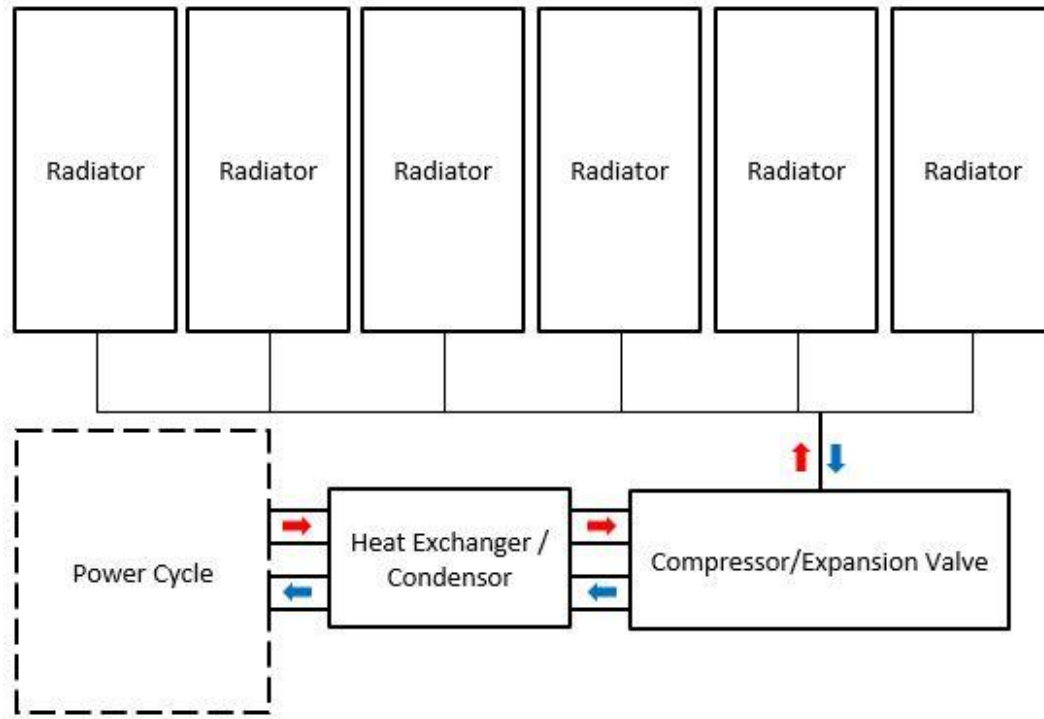 Radiator
Radiator
Radiator
Radiator
Radiator
Radiator
Power Cycle
Heat Exchanger /
Condensor
Compressor/Expansion Valve